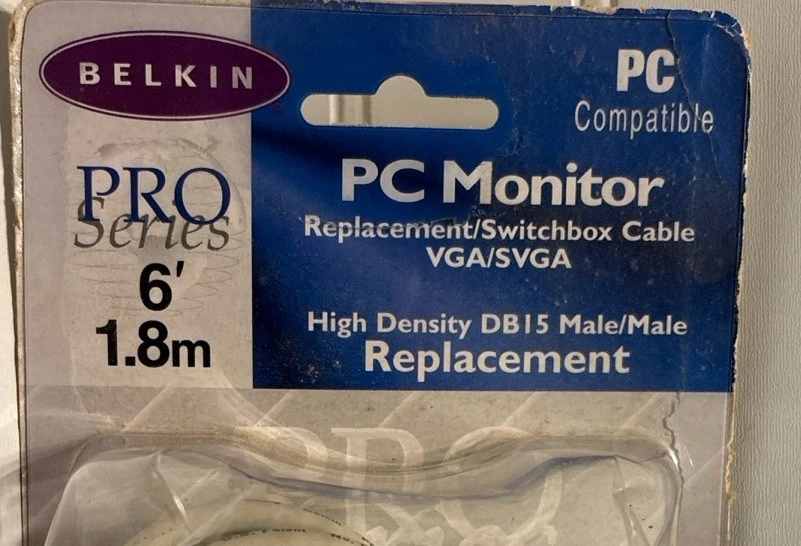 BELKIN
PC
Compatible
PRO
Series
6'
1.8m
PC Monitor
Replacement/Switchbox Cable
VGA/SVGA
High Density DB15 Male/Male
Replacement
PRO